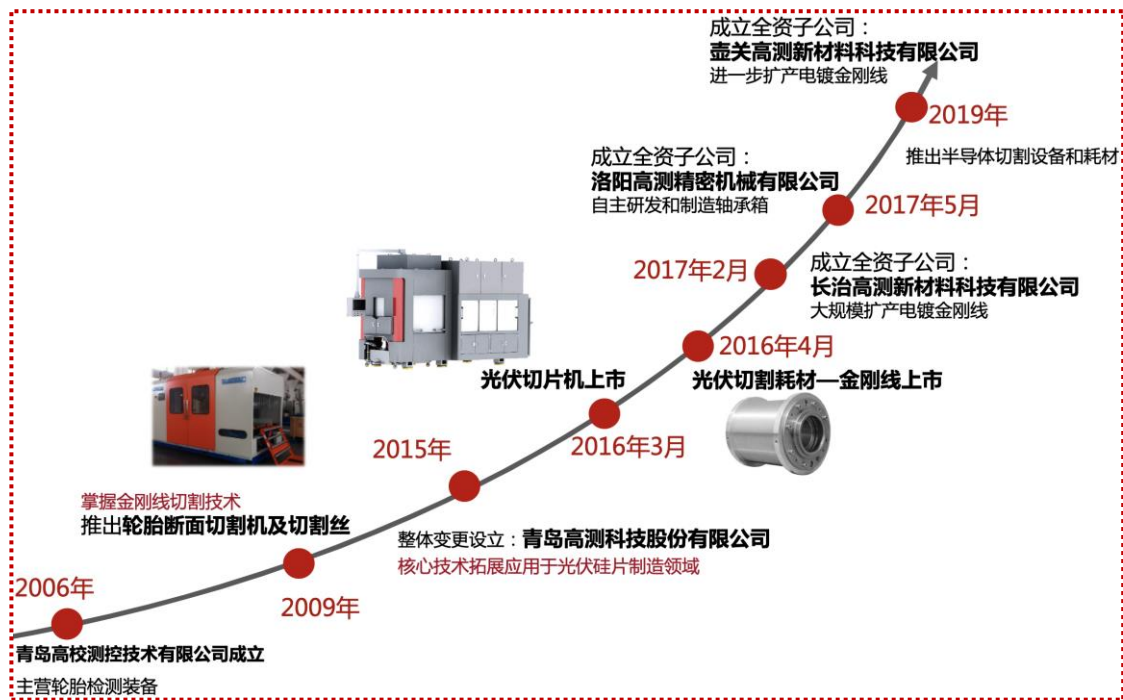 成立全资子公司：
壶关高测新材料科技有限公司
进一步扩产电镀金刚线
2019年
推出半导体切割设备和耗材
成立全资子公司：
洛阳高测精密机械有限公司
自主研发和制造轴承箱
2017年5月
2017年2月
成立全资子公司：
长治高测新材料科技有限公司
大规模扩产电镀金刚线
2016年4月
光伏切割耗材—金刚线上市
光伏切片机上市
2016年3月
2015年
整体变更设立：青岛高测科技股份有限公司
核心技术拓展应用于光伏硅片制造领域
掌握金刚线切割技术
推出轮胎断面切割机及切割丝
2009年
2006年
青岛高校测控技术有限公司成立
主营轮胎检测装备